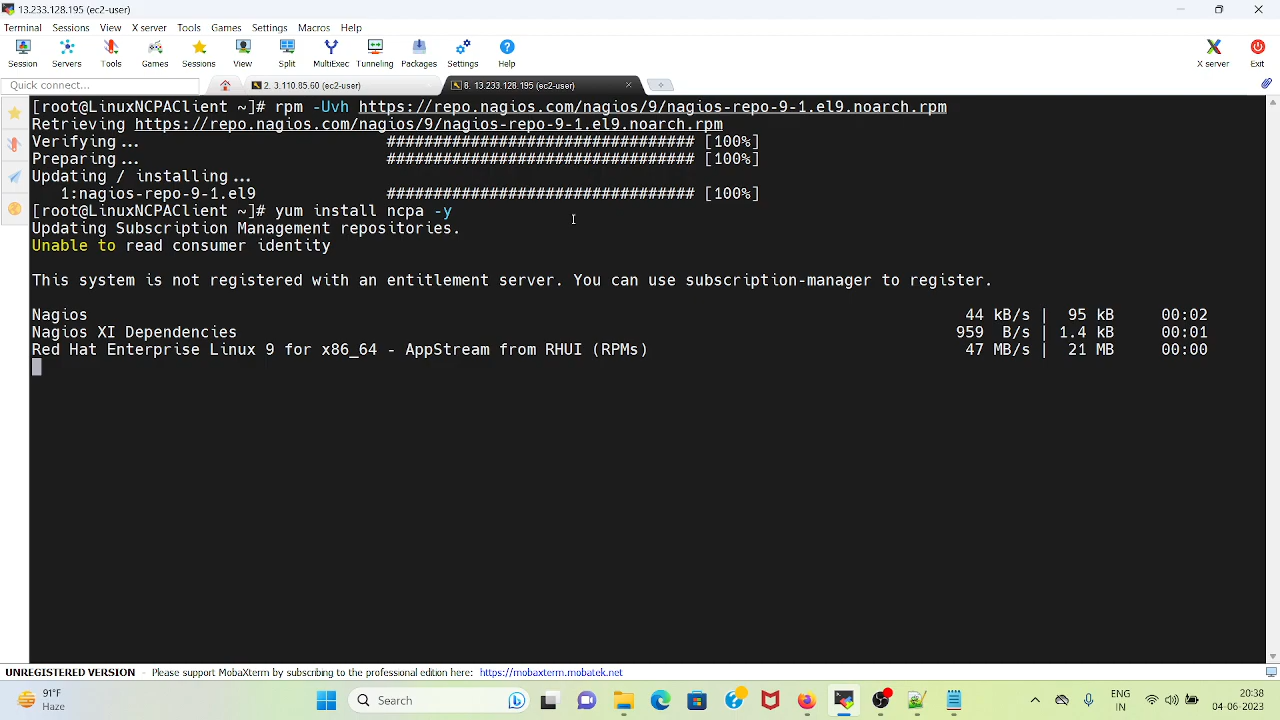 13.233.128.195 (ec2-user)
Terminal Sessions View X server Tools Games Settings Macros Help
Session Servers Tools Games Sessions View Split MultiExec Tunneling Packages Settings Help X server Exit
Quick connect... 2. 3.110.85.60 (ec2-user) 8. 13.233.128.195 (ec2-user)
[root@LinuxNCPAClient ~]# rpm -Uvh https://repo.nagios.com/nagios/9/nagios-repo-9-1.el9.noarch.rpm
Retrieving https://repo.nagios.com/nagios/9/nagios-repo-9-1.el9.noarch.rpm
Verifying... ################################# [100%]
Preparing... ################################# [100%]
Updating / installing...
1:nagios-repo-9-1.el9 ################################# [100%]
[root@LinuxNCPAClient ~]# yum install ncpa -y
Updating Subscription Management repositories.
Unable to read consumer identity
This system is not registered with an entitlement server. You can use subscription-manager to register.
Nagios 44 kB/s | 95 kB 00:02
Nagios XI Dependencies 959 B/s | 1.4 kB 00:01
Red Hat Enterprise Linux 9 for x86_64 - AppStream from RHUI (RPMs) 47 MB/s | 21 MB 00:00
UNREGISTERED VERSION - Please support MobaXterm by subscribing to the professional edition here: https://mobaxterm.mobatek.net
91°F
Haze
Search
ENG
IN
20:38
04-06-2023